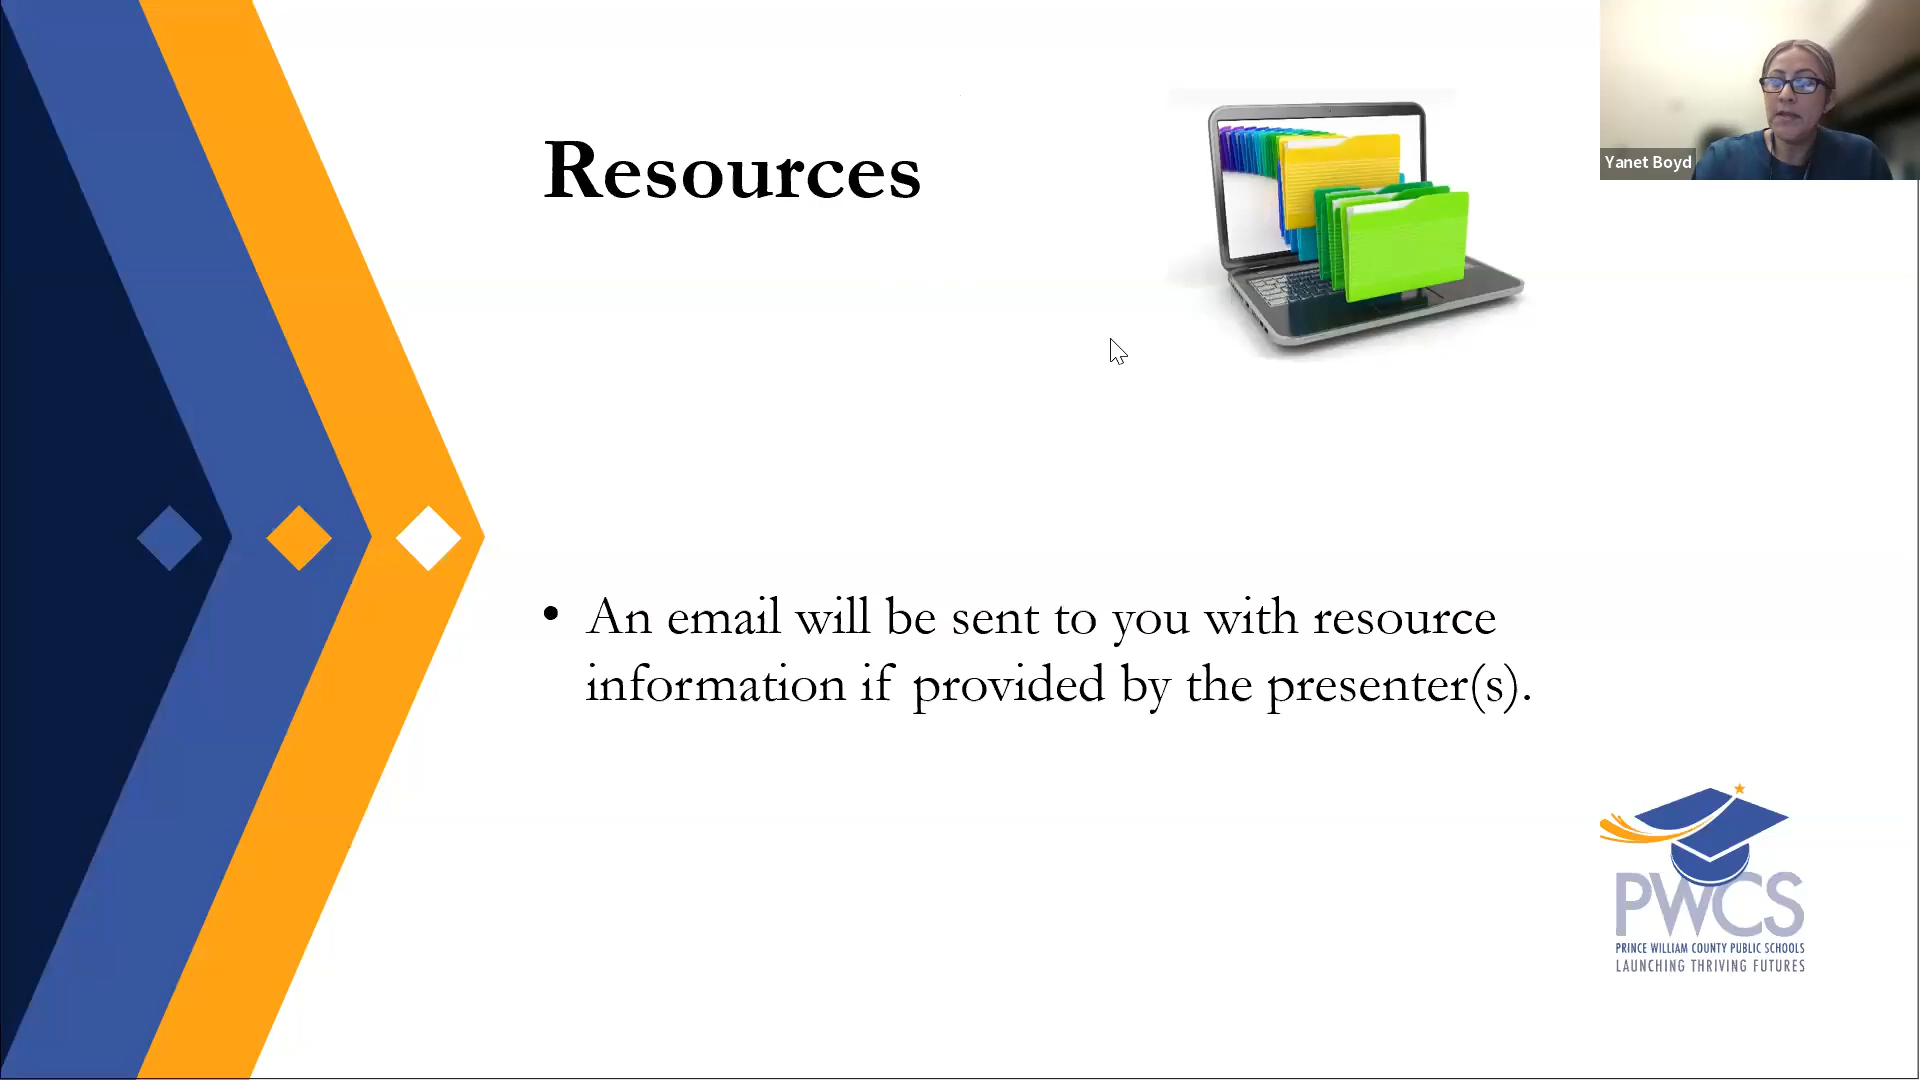 Resources
Yanet Boyd
• An email will be sent to you with resource
information if provided by the presenter(s).
PWCS
PRINCE WILLIAM COUNTY PUBLIC SCHOOLS
LAUNCHING THRIVING FUTURES